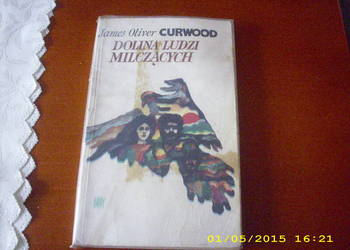 James Oliver CURWOOD
DOLINA LUDZI
MILCZĄCYCH
01/05/2015 16:21